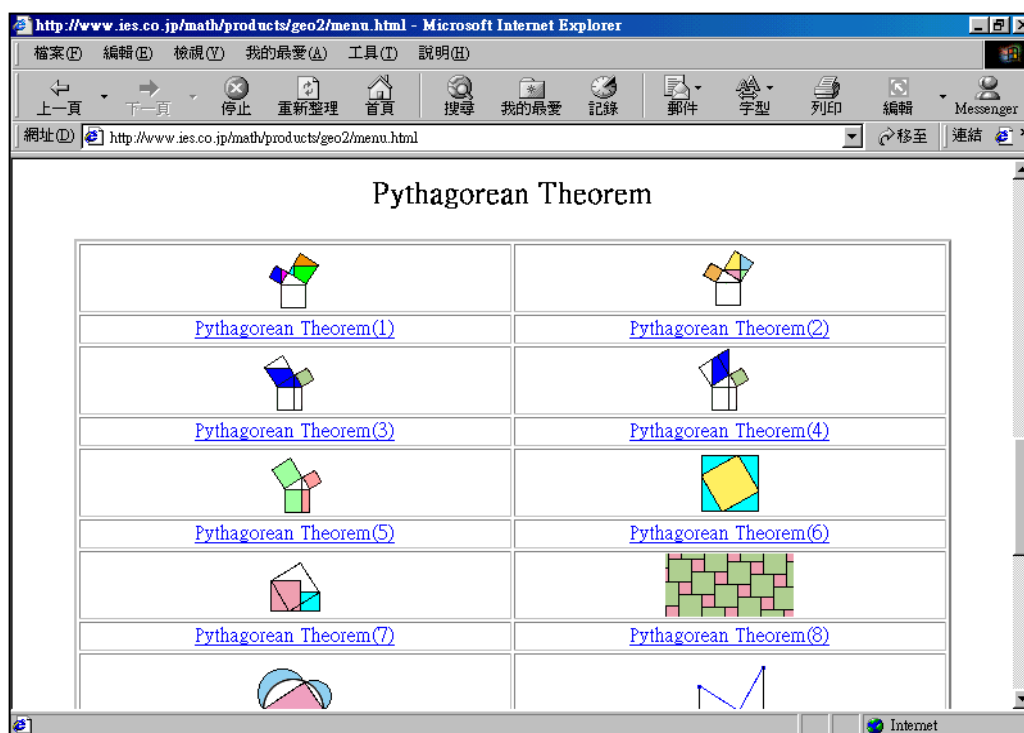 http://www.ies.co.jp/math/products/geo2/menu.html - Microsoft Internet Explorer
檔案(F) 編輯(E) 檢視(V) 我的最愛(A) 工具(T) 說明(H)
上一頁 下一頁 停止 重新整理 首頁 搜尋 我的最愛 記錄 郵件 字型 列印 編輯 Messenger
網址(D) http://www.ies.co.jp/math/products/geo2/menu.html 移至 連結
Pythagorean Theorem
Pythagorean Theorem(1) Pythagorean Theorem(2)
Pythagorean Theorem(3) Pythagorean Theorem(4)
Pythagorean Theorem(5) Pythagorean Theorem(6)
Pythagorean Theorem(7) Pythagorean Theorem(8)
Internet